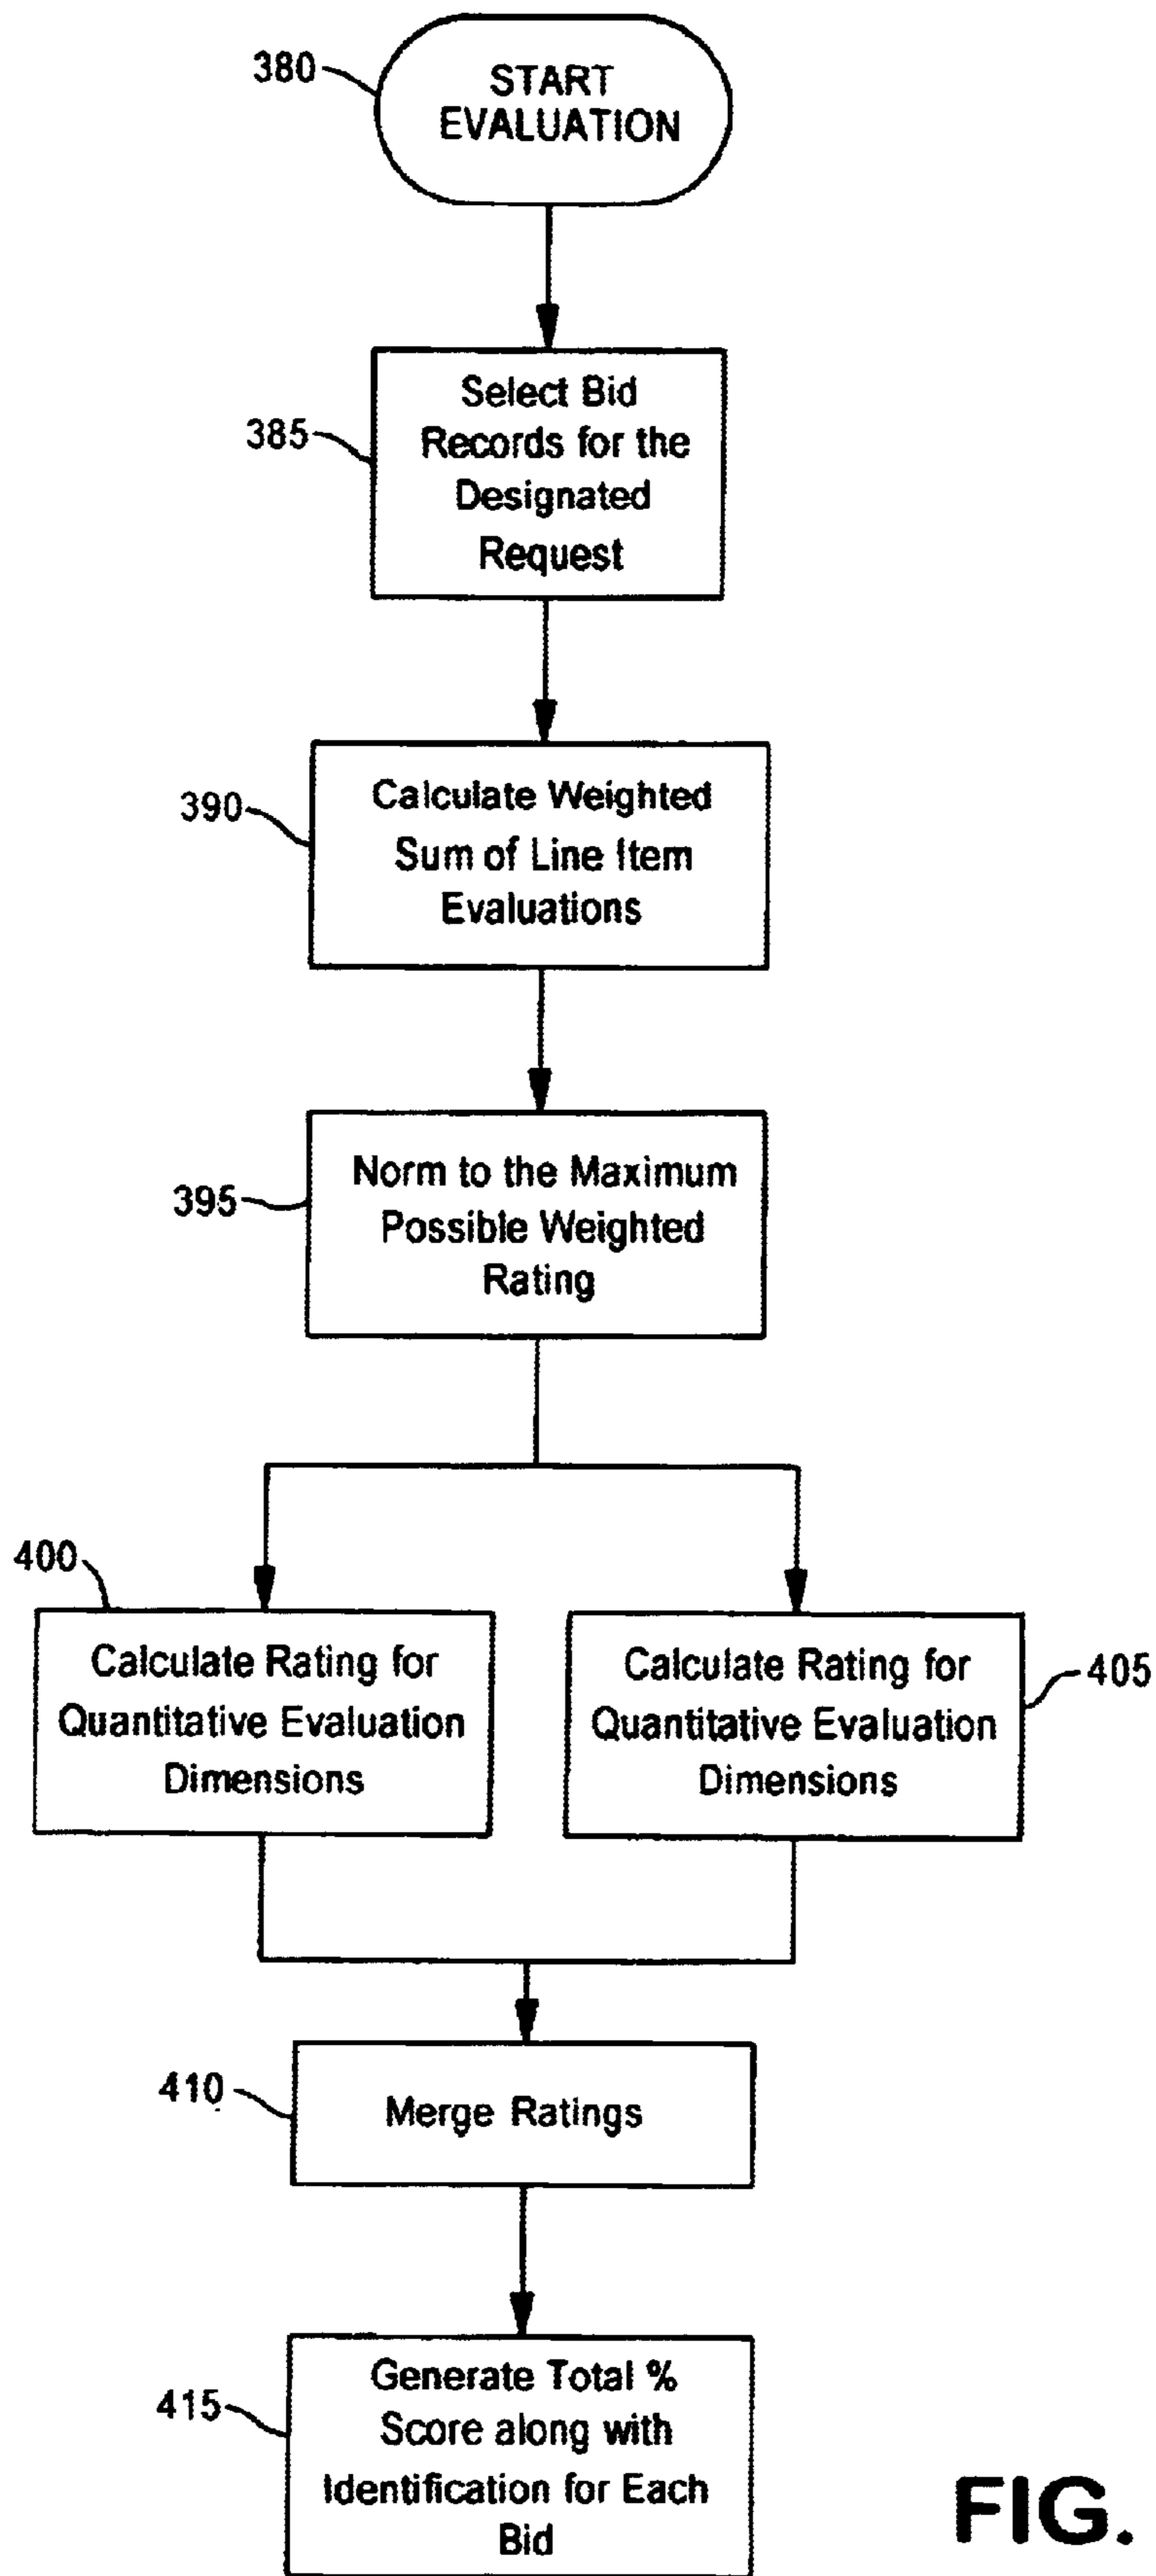 380
START
EVALUATION
385
Select Bid
Records for the
Designated
Request
390
Calculate Weighted
Sum of Line Item
Evaluations
395
Norm to the Maximum
Possible Weighted
Rating
400
Calculate Rating for
Quantitative Evaluation
Dimensions
Calculate Rating for
Quantitative Evaluation
Dimensions
405
410
Merge Ratings
415
Generate Total %
Score along with
Identification for Each
Bid
FIG.